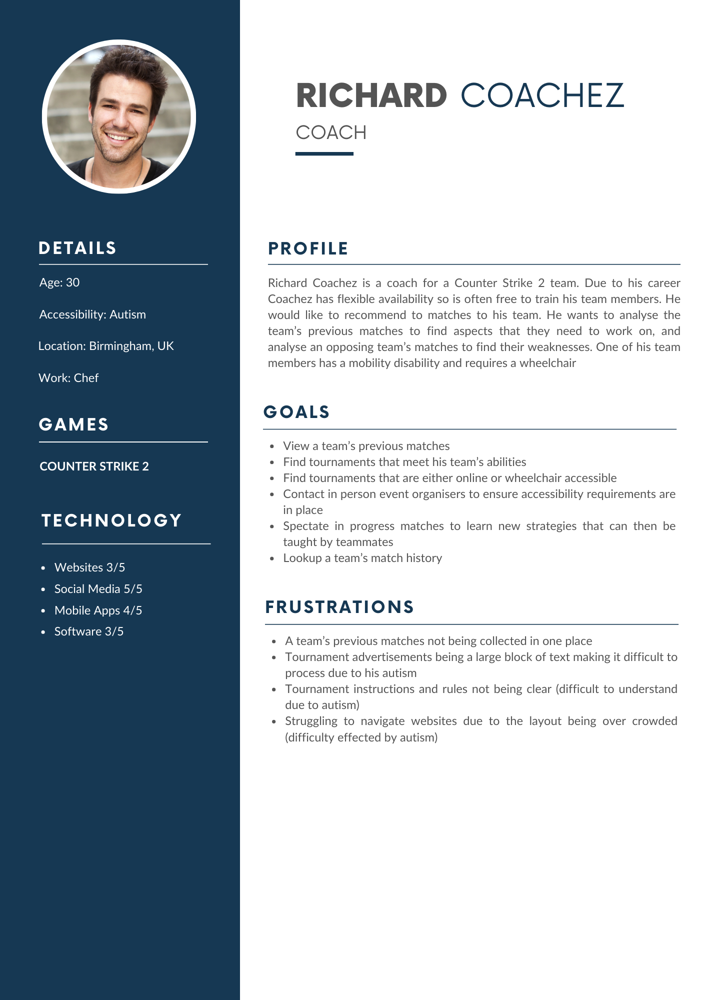 RICHARD COACHEZ
COACH
DETAILS
Age: 30
Accessibility: Autism
Location: Birmingham, UK
Work: Chef
GAMES
COUNTER STRIKE 2
TECHNOLOGY
• Websites 3/5
• Social Media 5/5
• Mobile Apps 4/5
• Software 3/5
PROFILE
Richard Coachez is a coach for a Counter Strike 2 team. Due to his career
Coachez has flexible availability so is often free to train his team members. He
would like to recommend to matches to his team. He wants to analyse the
team’s previous matches to find aspects that they need to work on, and
analyse an opposing team’s matches to find their weaknesses. One of his team
members has a mobility disability and requires a wheelchair
GOALS
• View a team’s previous matches
• Find tournaments that meet his team’s abilities
• Find tournaments that are either online or wheelchair accessible
• Contact in person event organisers to ensure accessibility requirements are
in place
• Spectate in progress matches to learn new strategies that can then be
taught by teammates
• Lookup a team’s match history
FRUSTRATIONS
• A team’s previous matches not being collected in one place
• Tournament advertisements being a large block of text making it difficult to
process due to his autism
• Tournament instructions and rules not being clear (difficult to understand
due to autism)
• Struggling to navigate websites due to the layout being over crowded
(difficulty effected by autism)